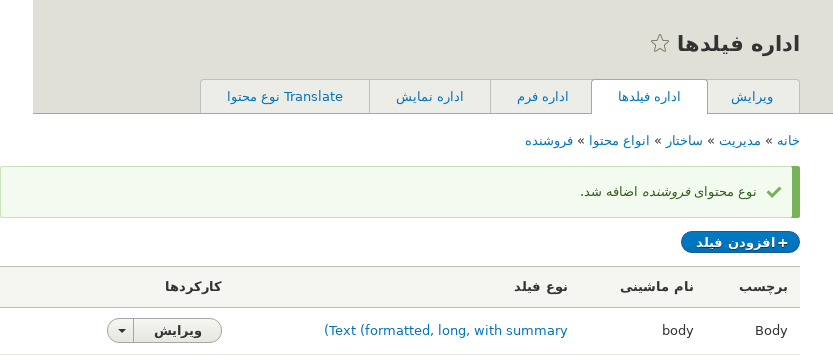 اداره فیلدها
ویرایش اداره فیلدها اداره فرم اداره نمایش Translate نوع محتوا
خانه » مدیریت » ساختار » انواع محتوا » فروشنده
نوع محتوای فروشنده اضافه شد.
+افزودن فیلد
برچسب نام ماشینی نوع فیلد کارکردها
Body body Text (formatted, long, with summary) ویرایش